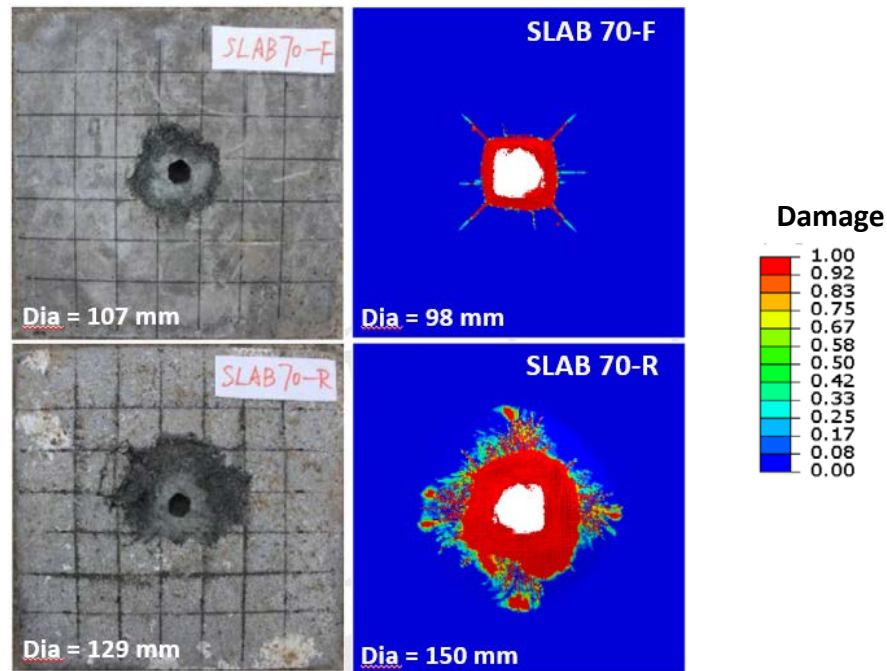 SLAB 70-F
SLAB 70-F
Dia = 107 mm
Dia = 98 mm
Damage
1.00
0.92
0.83
0.75
0.67
0.58
0.50
0.42
0.33
0.25
0.17
0.08
0.00
SLAB 70-R
SLAB 70-R
Dia = 129 mm
Dia = 150 mm